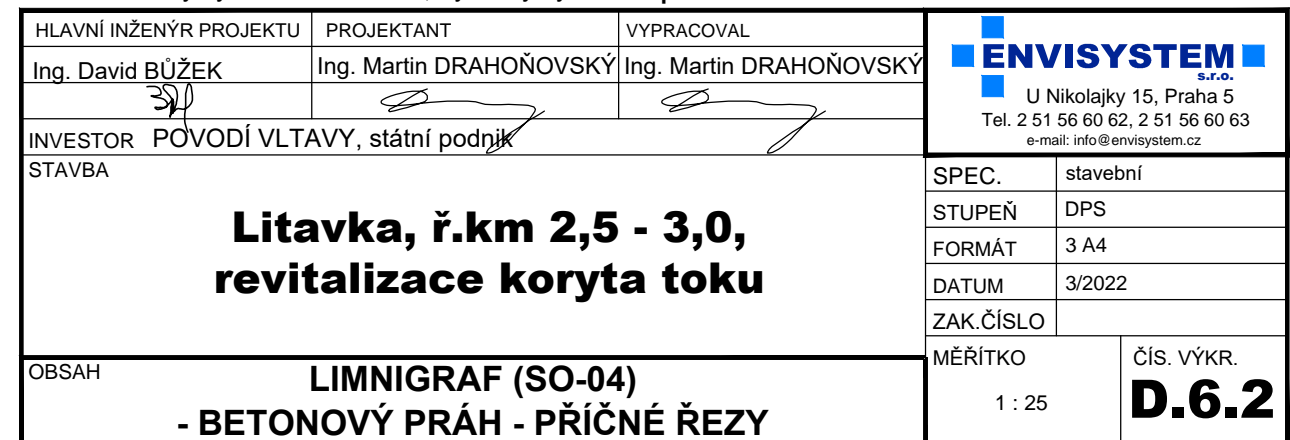 HLAVNÍ INŽENÝR PROJEKTU PROJEKTANT VYPRACOVAL
Ing. David BŮŽEK Ing. Martin DRAHOŇOVSKÝ Ing. Martin DRAHOŇOVSKÝ
INVESTOR POVODÍ VLTAVY, státní podnik
ENVISYSTEM
s.r.o.
U Nikolajky 15, Praha 5
Tel. 2 51 56 60 62, 2 51 56 60 63
e-mail: info@envisystem.cz
STAVBA
Litavka, ř.km 2,5 - 3,0,
revitalizace koryta toku
SPEC. stavební
STUPEŇ DPS
FORMÁT 3 A4
DATUM 3/2022
ZAK.ČÍSLO
OBSAH
LIMNIGRAF (SO-04)
- BETONOVÝ PRÁH - PŘÍČNÉ ŘEZY
MĚŘÍTKO
1 : 25
ČÍS. VÝKR.
D.6.2